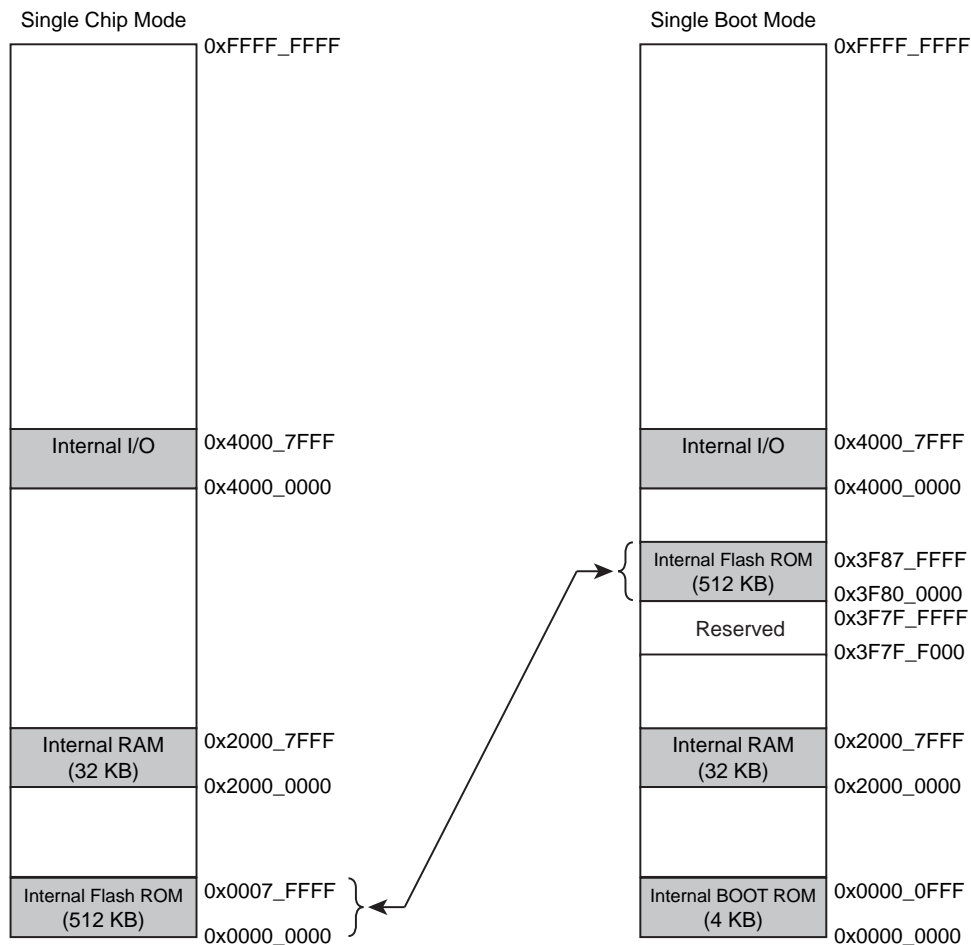 Single Chip Mode
0xFFFF_FFFF
Internal I/O
0x4000_7FFF
0x4000_0000
Internal RAM
(32 KB)
0x2000_7FFF
0x2000_0000
Internal Flash ROM
(512 KB)
0x0007_FFFF
0x0000_0000
Single Boot Mode
0xFFFF_FFFF
Internal I/O
0x4000_7FFF
0x4000_0000
Internal Flash ROM
(512 KB)
0x3F87_FFFF
0x3F80_0000
Reserved
0x3F7F_FFFF
0x3F7F_F000
Internal RAM
(32 KB)
0x2000_7FFF
0x2000_0000
Internal BOOT ROM
(4 KB)
0x0000_0FFF
0x0000_0000